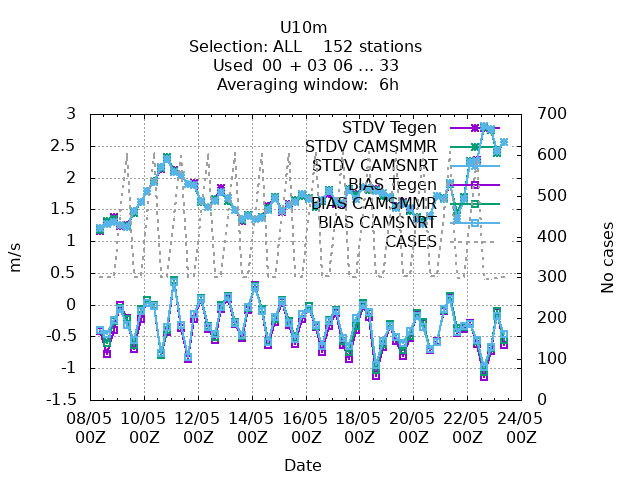 U10m
Selection: ALL 152 stations
Used 00 + 03 06 ... 33
Averaging window: 6h
m/s
3
2.5
2
1.5
1
0.5
0
-0.5
-1
-1.5
STDV Tegen
STDV CAMSMMR
STDV CAMSNRT
BIAS Tegen
BIAS CAMSMMR
BIAS CAMSNRT
CASES
700
600
500
400
300
200
100
0
No cases
08/05 10/05 12/05 14/05 16/05 18/05 20/05 22/05 24/05
00Z 00Z 00Z 00Z 00Z 00Z 00Z 00Z 00Z
Date